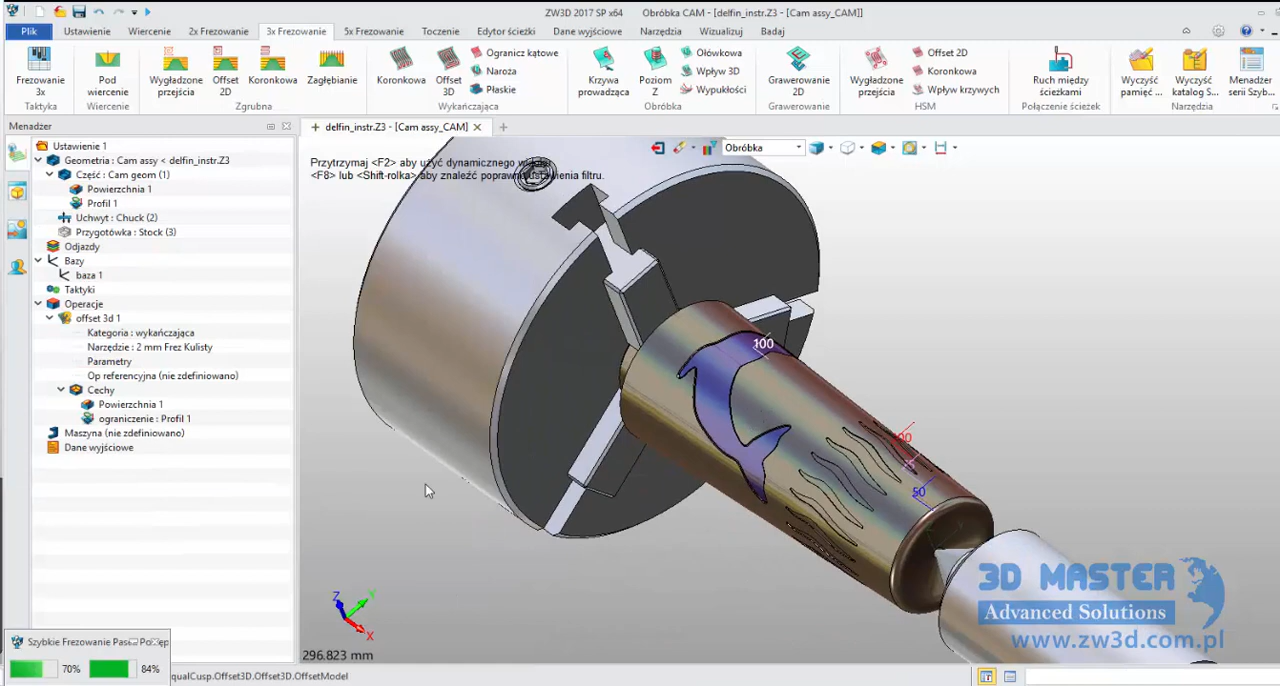 ZW3D 2017 SP x64 Obróbka CAM - [delfin_instr.Z3 - [Cam assy_CAM]]
Plik Ustawienie Wiercenie 2x Frezowanie 3x Frezowanie 5x Frezowanie Toczenie Edytor ścieżki Dane wyjściowe Narzędzia Wizualizuj Badaj
Frezowanie 3x
Taktyka
Pod wiercenie
Wiercenie
Wygładzone przejścia
Offset 2D
Koronkowa
Zagłębianie
Zgrubna
Koronkowa
Offset 3D
Ogranicz kątowe
Naroża
Płaskie
Wykańczająca
Krzywa prowadząca
Poziom Z
Ołówkowa
Wpływ 3D
Wypukłości
Obróbka
Grawerowanie 2D
Grawerowanie
Wygładzone przejścia
Offset 2D
Koronkowa
Wpływ krzywych
HSM
Ruch między ścieżkami
Połączenie ścieżek
Wyczyść pamięć ...
Wyczyść katalog S...
Menadżer serii Szyb...
Narzędzia
Menadżer
delfin_instr.Z3 - [Cam assy_CAM]
Ustawienie 1
Geometria : Cam assy < delfin_instr.Z3
Część : Cam geom (1)
Powierzchnia 1
Profil 1
Uchwyt : Chuck (2)
Przygotówka : Stock (3)
Odjazdy
Bazy
baza 1
Taktyki
Operacje
offset 3d 1
Kategoria : wykańczająca
Narzędzie : 2 mm Frez Kulisty
Parametry
Op referencyjna (nie zdefiniowano)
Cechy
Powierzchnia 1
ograniczenie : Profil 1
Maszyna (nie zdefiniowano)
Dane wyjściowe
Przytrzymaj <F2> aby użyć dynamicznego
<F8> lub <Shift-rolka> aby znaleźć poprawne ustawienia filtru.
Obróbka
100
50
Z
Y
X
296.823 mm
3D MASTER
Advanced Solutions
www.zw3d.com.pl
Szybkie Frezowanie
70% 84%
qualCusp.Offset3D.Offset3D.OffsetModel